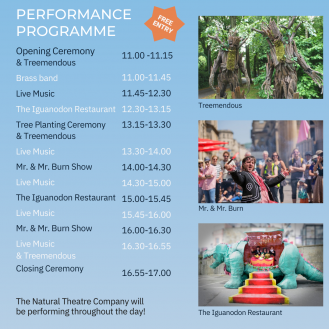 PERFORMANCE
PROGRAMME
FREE
ENTRY
Opening Ceremony
& Treemendous 11.00 -11.15
Brass band 11.00-11.45
Live Music 11.45-12.30
The Iguanodon Restaurant 12.30-13.15
Tree Planting Ceremony 13.15-13.30
& Treemendous
Live Music 13.30-14.00
Mr. & Mr. Burn Show 14.00-14.30
Live Music 14.30-15.00
The Iguanodon Restaurant 15.00-15.45
Live Music 15.45-16.00
Mr. & Mr. Burn Show 16.00-16.30
Live Music 16.30-16.55
& Treemendous
Closing Ceremony 16.55-17.00
The Natural Theatre Company will
be performing throughout the day!
Treemendous
Mr. & Mr. Burn
The Iguanodon Restaurant